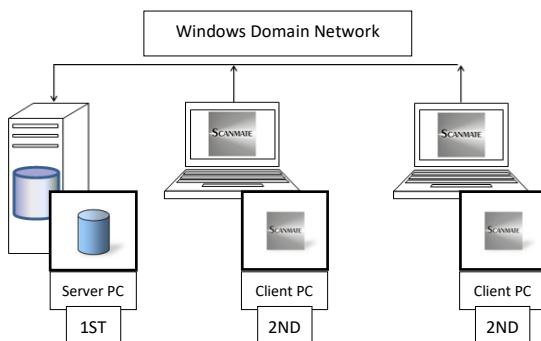 Windows Domain Network
SCANMATE
SCANMATE
SCANMATE
SCANMATE
Server PC
Client PC
Client PC
1ST
2ND
2ND